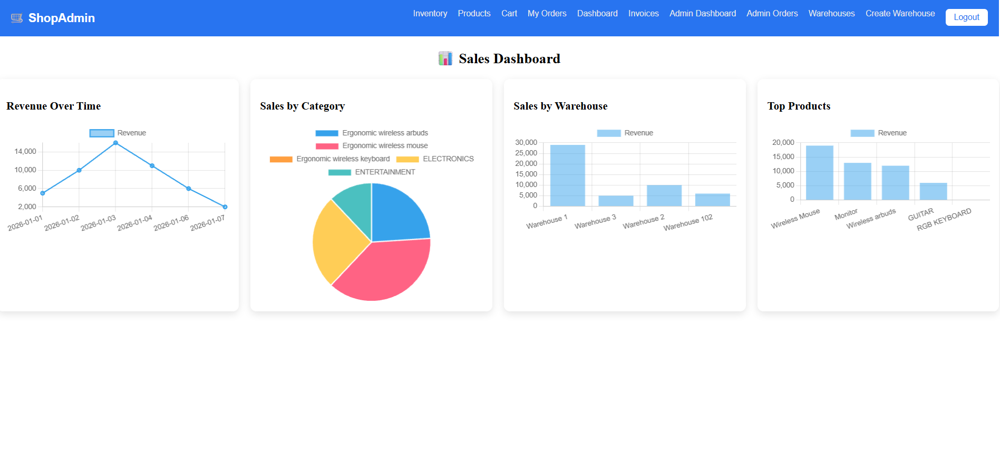 ShopAdmin
Inventory Products Cart My Orders Dashboard Invoices Admin Dashboard Admin Orders Warehouses Create Warehouse Logout
Sales Dashboard
Revenue Over Time
Revenue
14,000
10,000
6,000
2,000
2026-01-01 2026-01-02 2026-01-03 2026-01-04 2026-01-06 2026-01-07
Sales by Category
Ergonomic wireless arbuds
Ergonomic wireless mouse
Ergonomic wireless keyboard ELECTRONICS
ENTERTAINMENT
Sales by Warehouse
Revenue
30,000
25,000
20,000
15,000
10,000
5,000
0
Warehouse 1 Warehouse 3 Warehouse 2 Warehouse 102
Top Products
Revenue
20,000
15,000
10,000
5,000
0
Wireless Mouse Monitor Wireless arbuds GUITAR RGB KEYBOARD